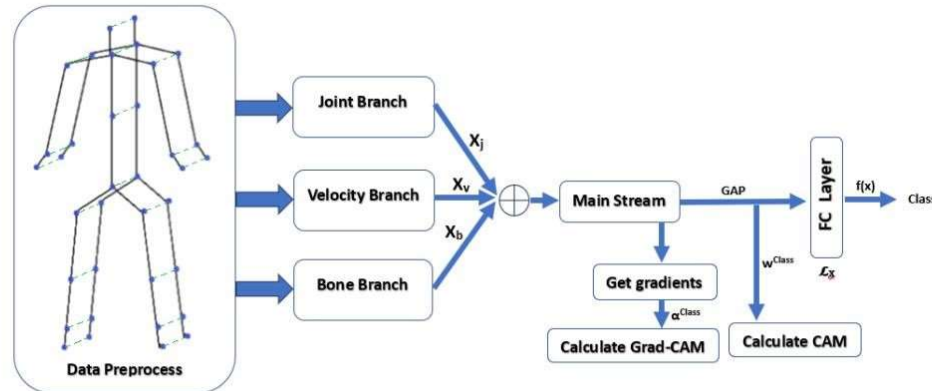 Data Preprocess
Joint Branch
Velocity Branch
Bone Branch
Xj
Xv
Xb
Main Stream
GAP
FC Layer
f(x)
Class
ℒx
Get gradients
αClass
Calculate Grad-CAM
wClass
Calculate CAM